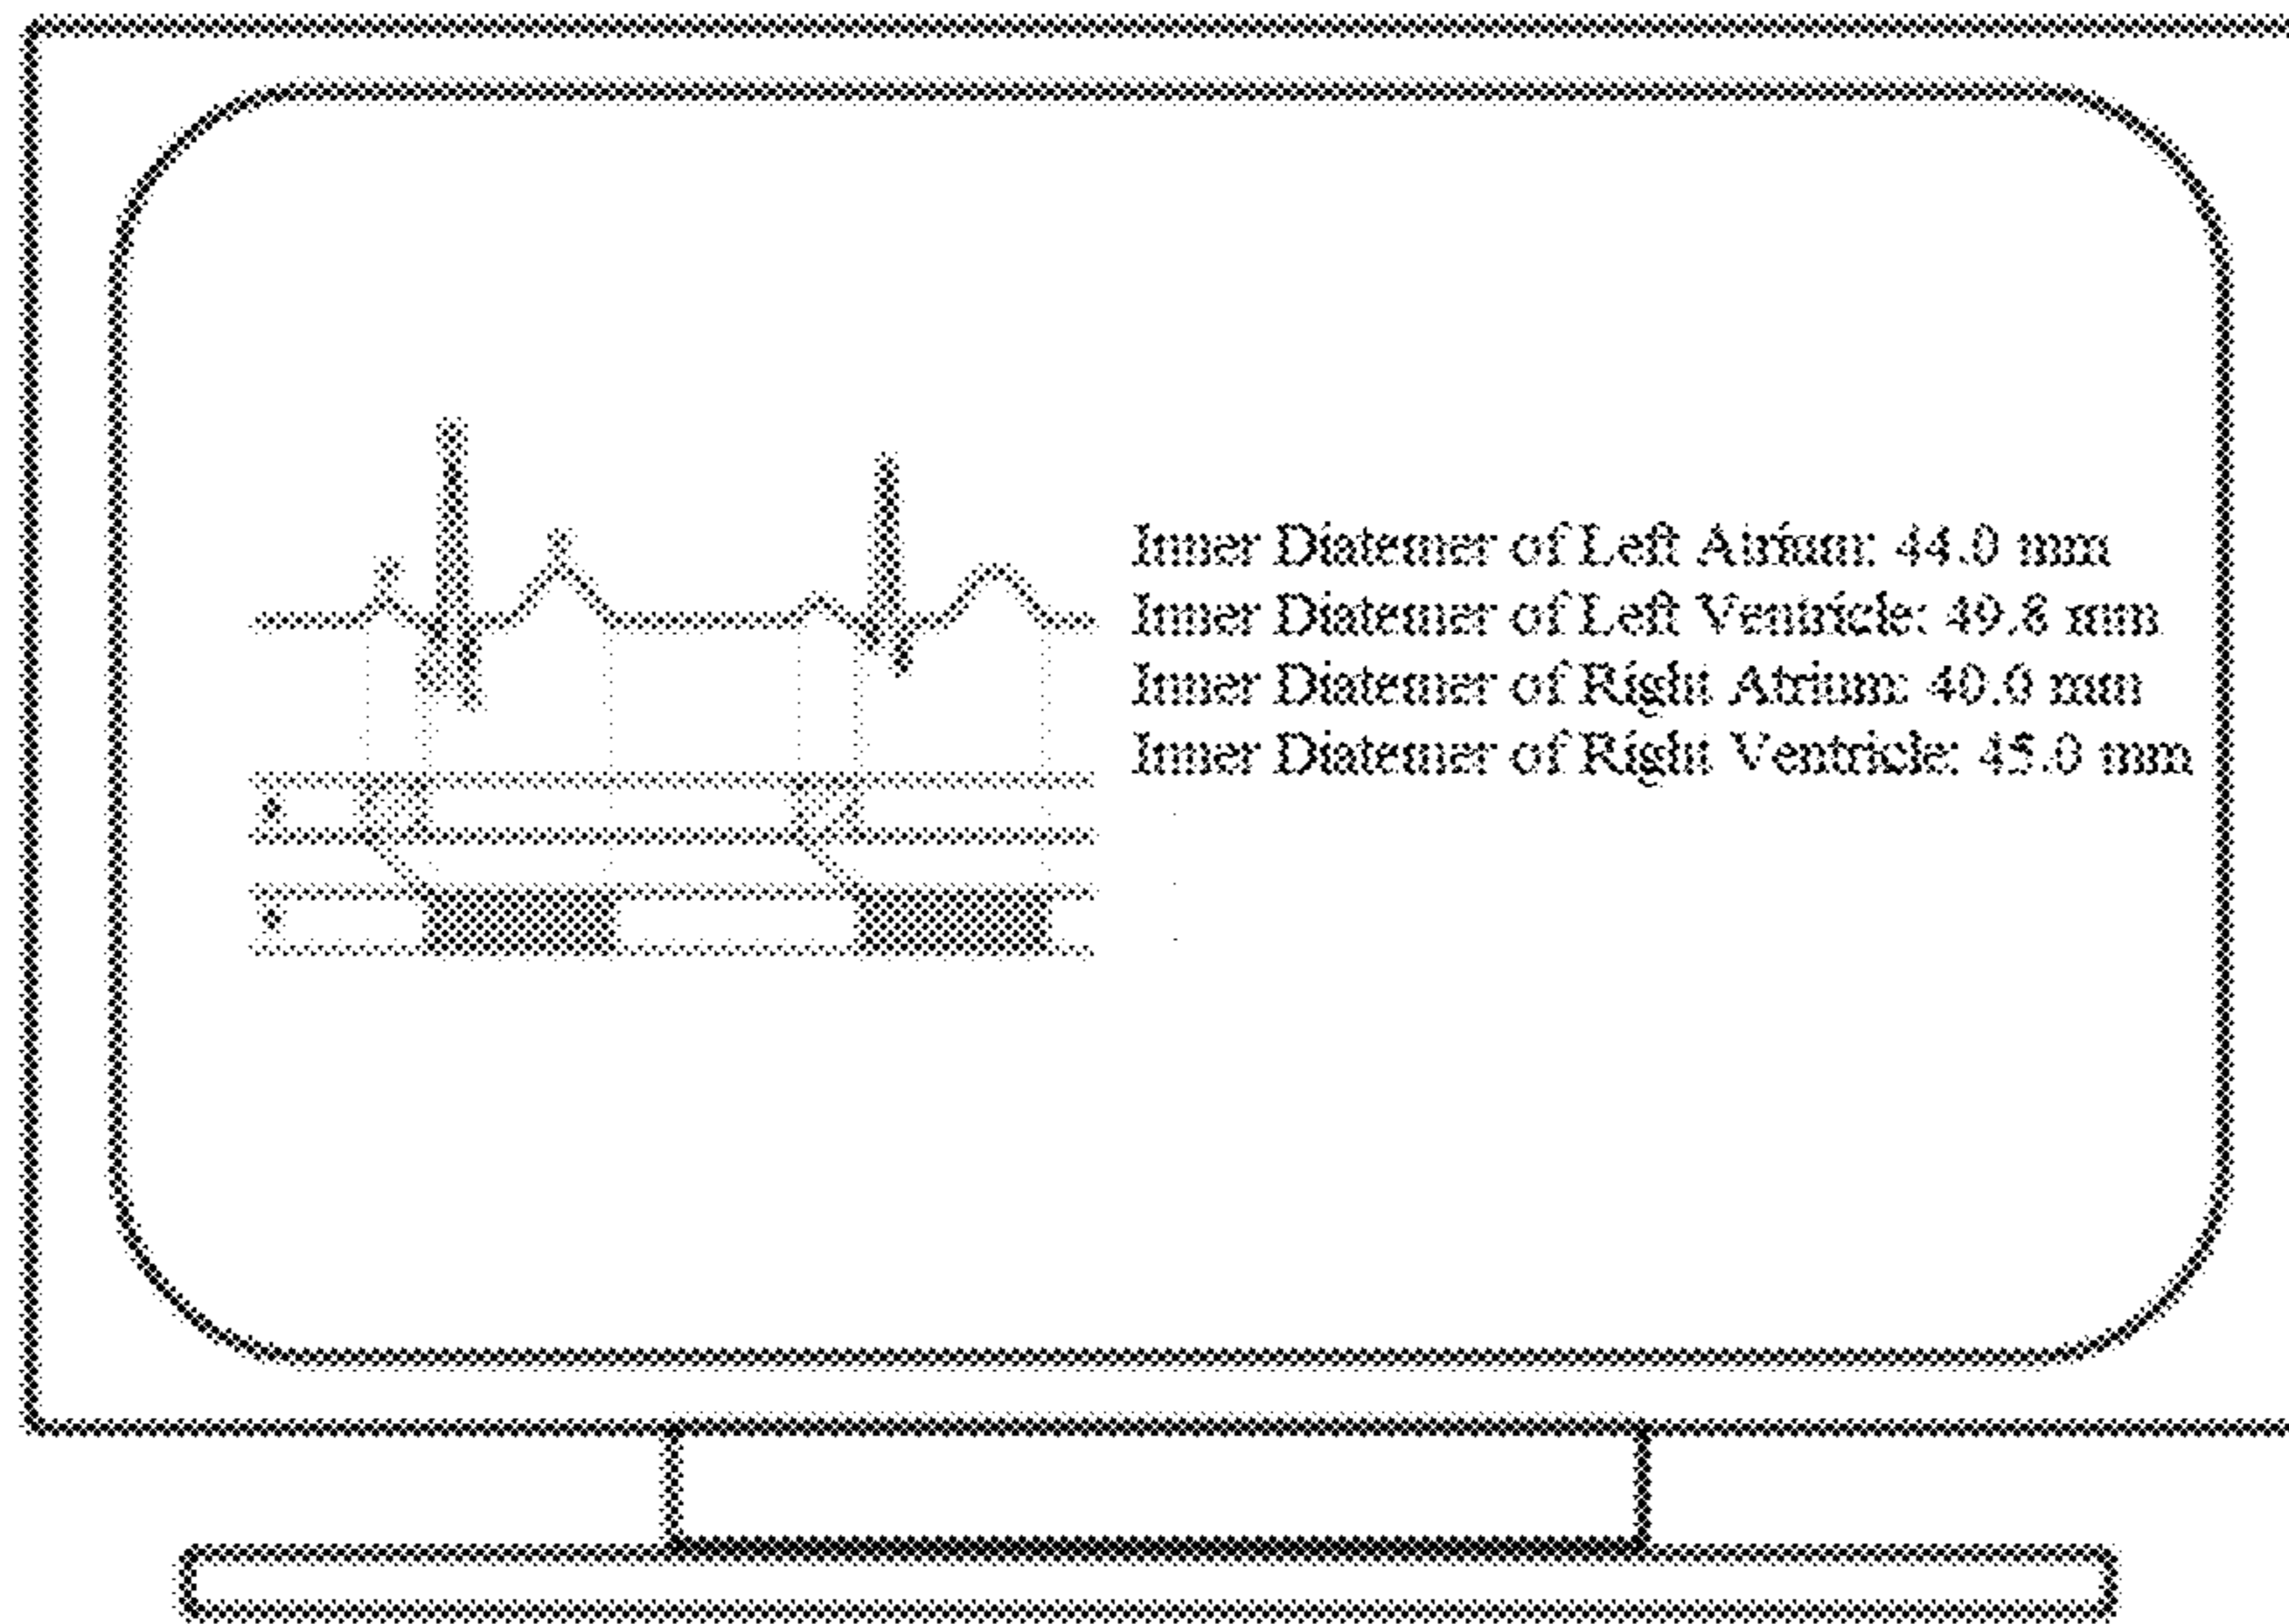 Inner Diatemer of Left Atrium: 44.0 mm
Inner Diatemer of Left Ventricle: 49.8 mm
Inner Diatemer of Right Atrium: 40.0 mm
Inner Diatemer of Right Ventricle: 45.0 mm